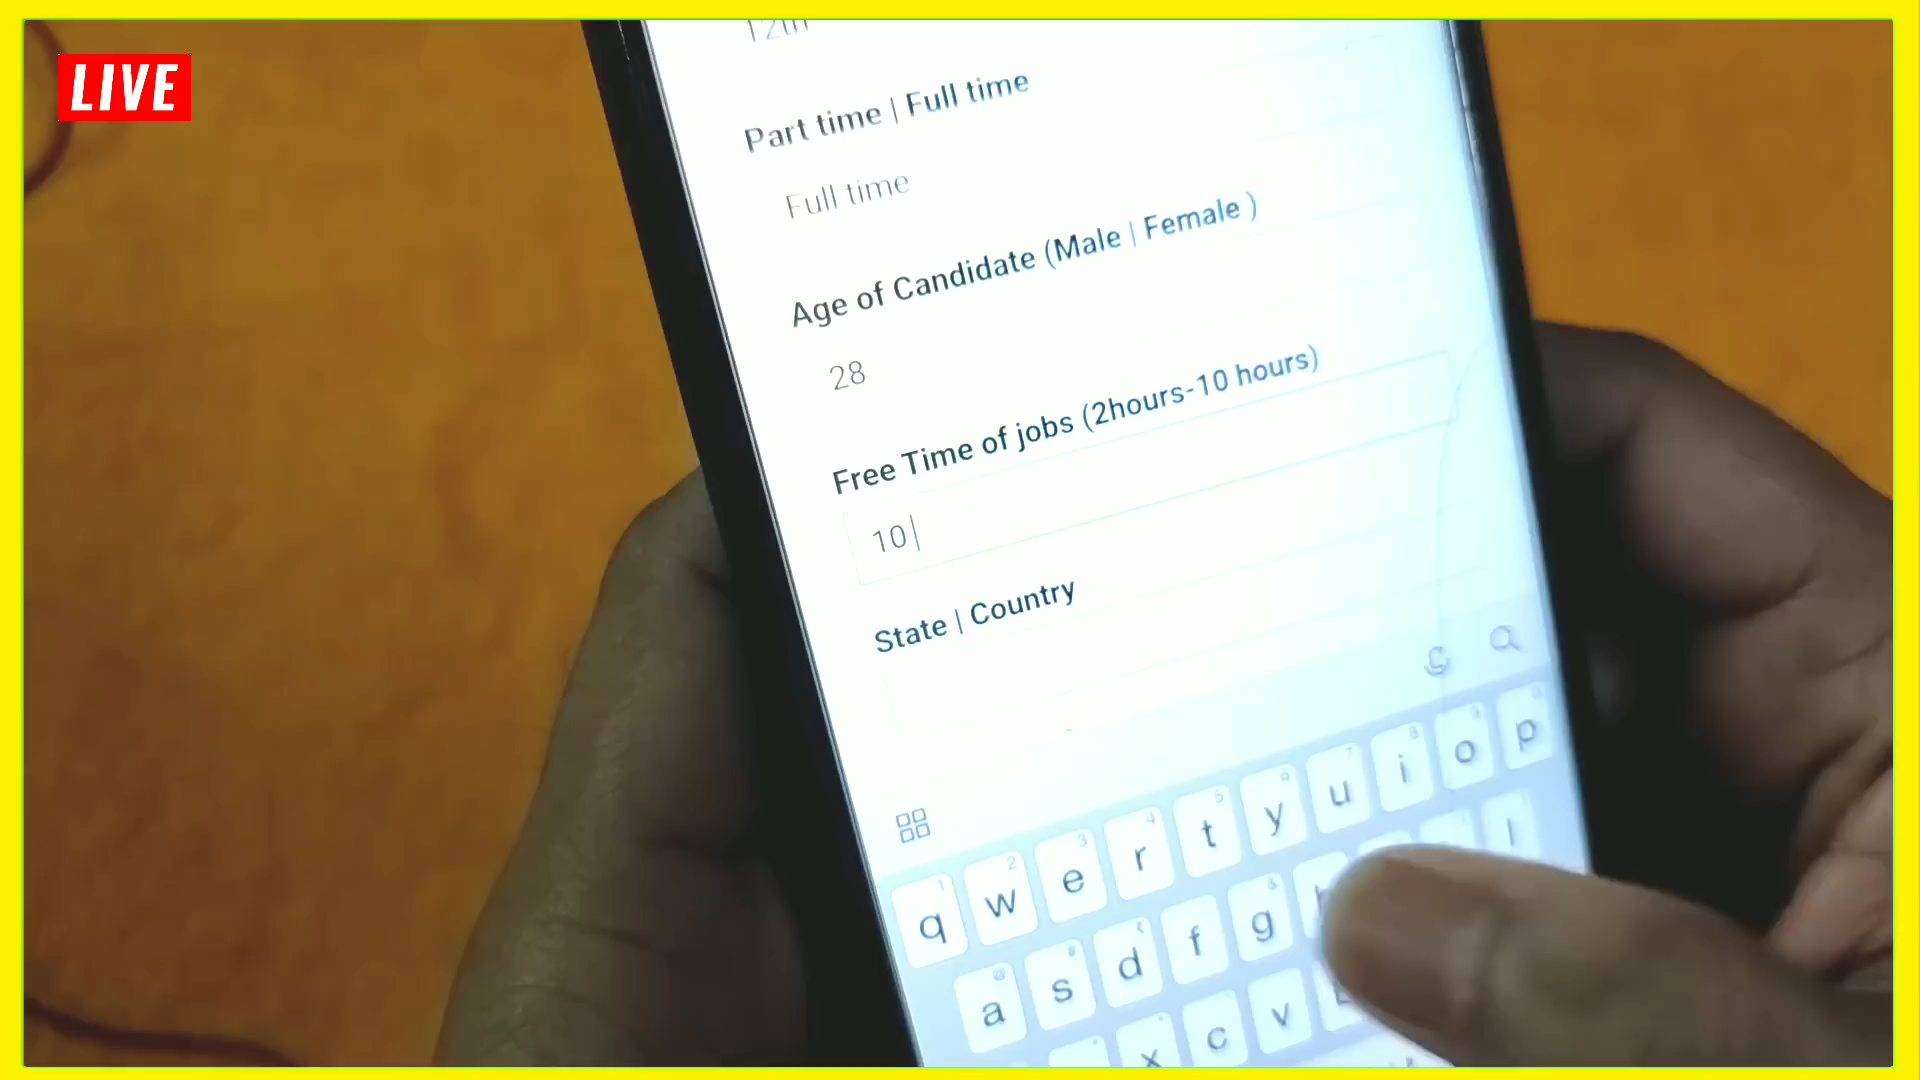 LIVE
12th
Part time | Full time
Full time
Age of Candidate (Male | Female )
28
Free Time of jobs (2hours-10 hours)
10
State | Country
q w e r t y u i o p
a s d f g l
x c v